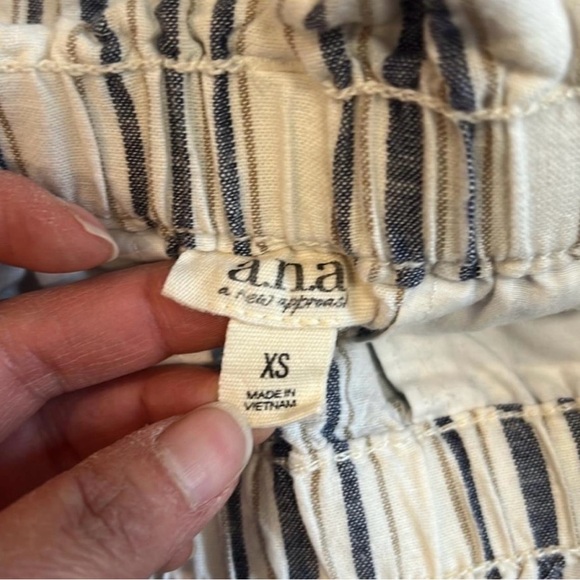 a.n.a
a new approach
XS
MADE IN
VIETNAM